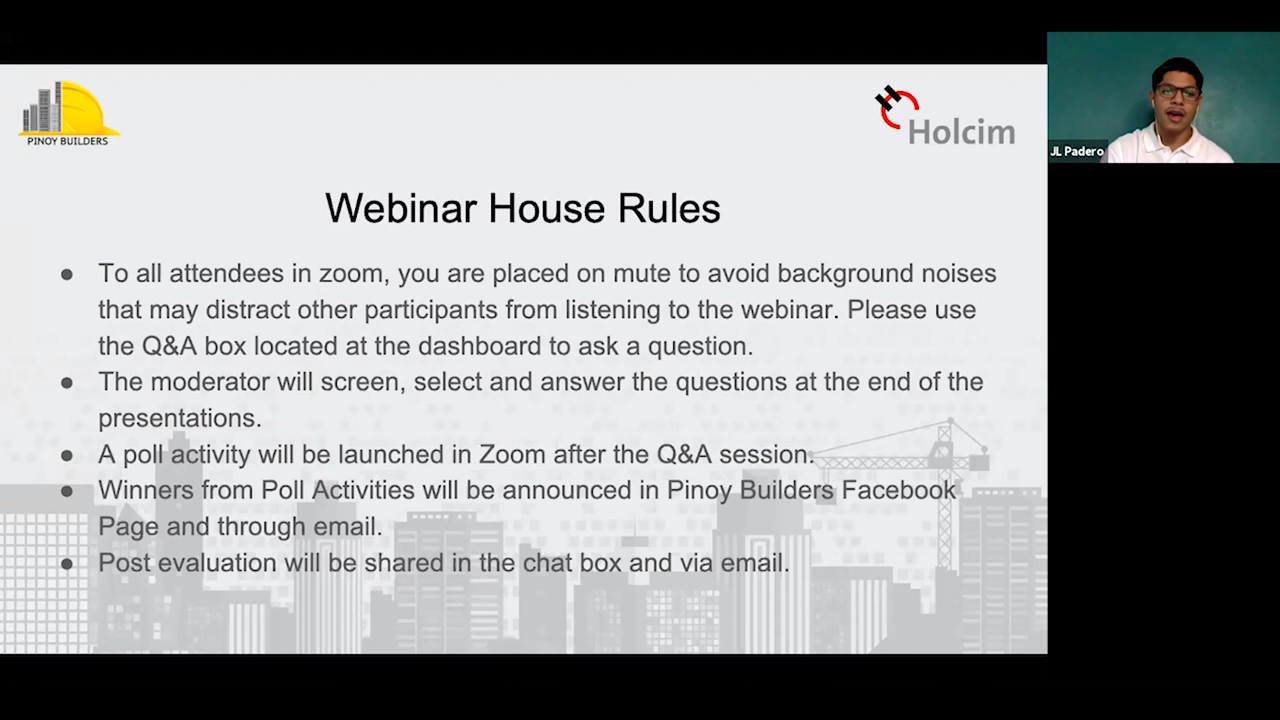 PINOY BUILDERS
H
Holcim
JL Padero
Webinar House Rules
● To all attendees in zoom, you are placed on mute to avoid background noises
that may distract other participants from listening to the webinar. Please use
the Q&A box located at the dashboard to ask a question.
● The moderator will screen, select and answer the questions at the end of the
presentations.
● A poll activity will be launched in Zoom after the Q&A session.
● Winners from Poll Activities will be announced in Pinoy Builders Facebook
Page and through email.
● Post evaluation will be shared in the chat box and via email.